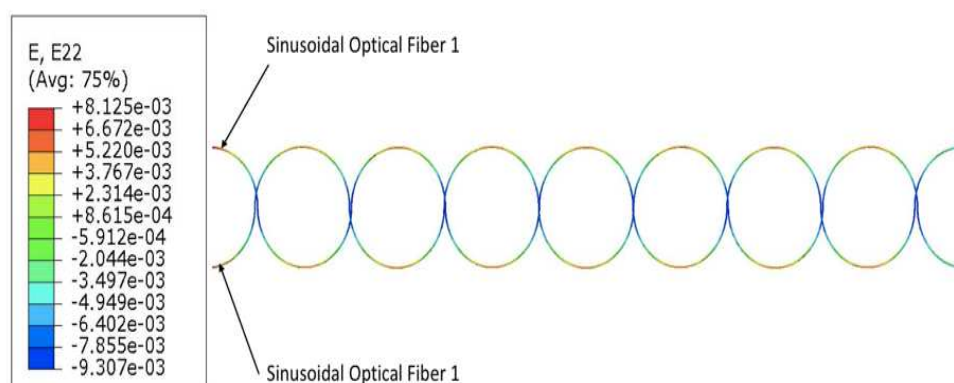 Sinusoidal Optical Fiber 1
E, E22
(Avg: 75%)
+8.125e-03
+6.672e-03
+5.220e-03
+3.767e-03
+2.314e-03
+8.615e-04
-5.912e-04
-2.044e-03
-3.497e-03
-4.949e-03
-6.402e-03
-7.855e-03
-9.307e-03
Sinusoidal Optical Fiber 1